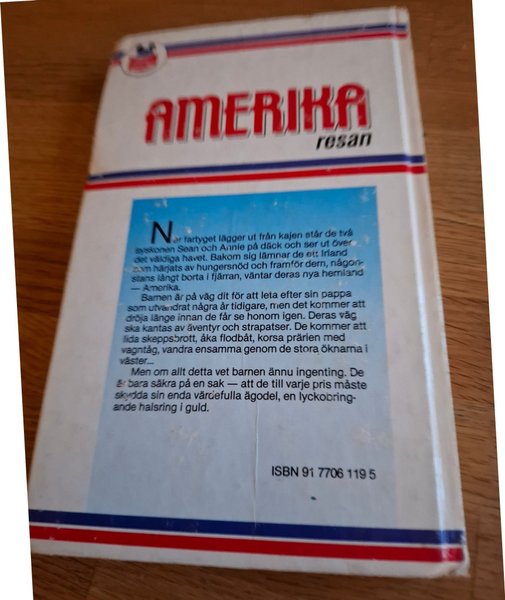 AMERIKA
resan
När fartyget lägger ut från kajen står de två
syskonen Sean och Annie på däck och ser ut över
det väldiga havet. Bakom sig lämnar de ett Irland
som härjats av hungersnöd och framför dem, någon-
stans långt borta i fjärran, väntar deras nya hemland
— Amerika.
Barnen är på väg dit för att leta efter sin pappa
som utvandrat några år tidigare, men det kommer att
dröja länge innan de får se honom igen. Deras väg
ska kantas av äventyr och strapatser. De kommer att
lida skeppsbrott, åka flodbåt, korsa prärien med
vagntåg, vandra ensamma genom de stora öknarna i
väster...
Men om allt detta vet barnen ännu ingenting. De
är bara säkra på en sak — att de till varje pris måste
skydda sin enda värdefulla ägodel, en lyckobring-
ande halsring i guld.
ISBN 91 7706 119 5